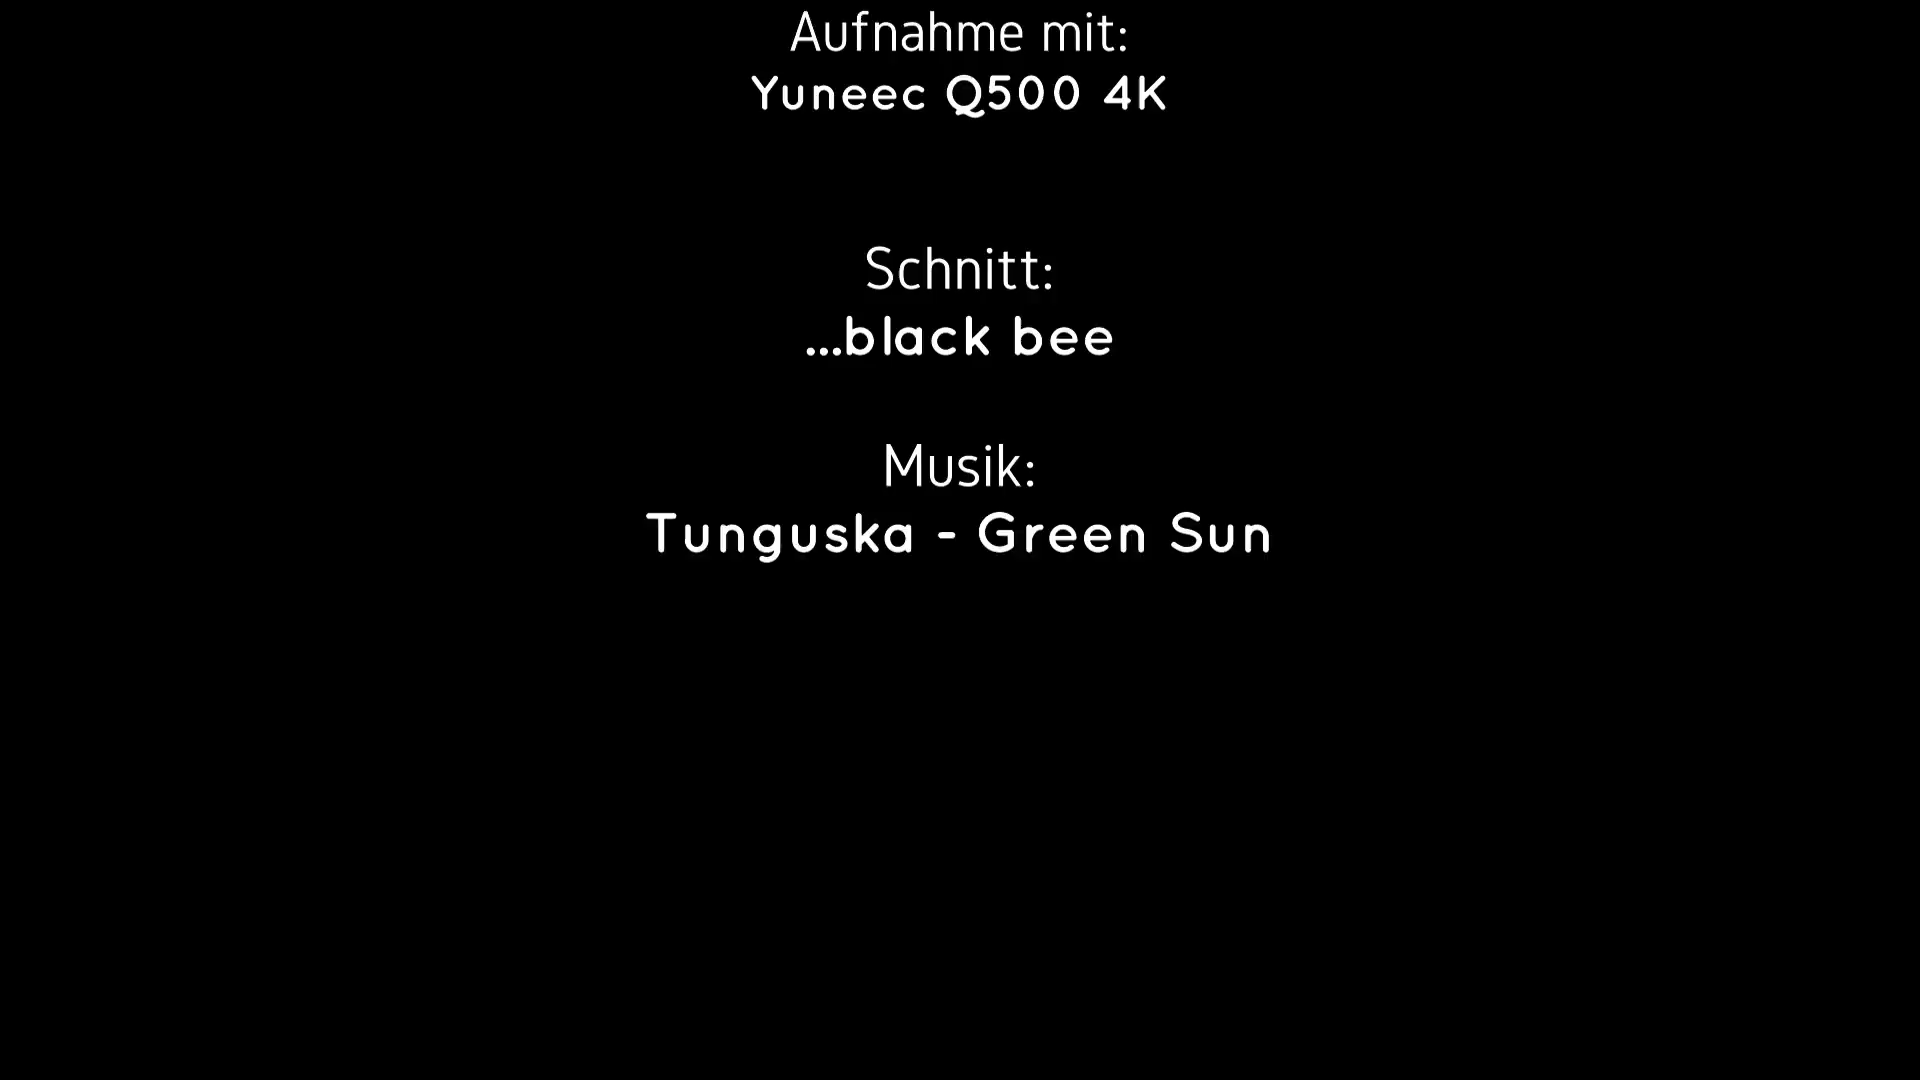 Aufnahme mit:
Yuneec Q500 4K
Schnitt:
...black bee
Musik:
Tunguska - Green Sun